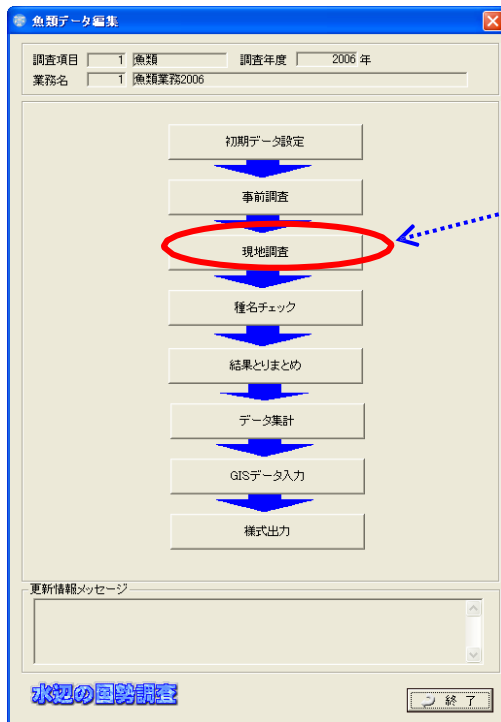 魚類データ編集
調査項目 1 魚類 調査年度 2006 年
業務名 1 魚類業務2006
初期データ設定
事前調査
現地調査
種名チェック
結果とりまとめ
データ集計
GISデータ入力
様式出力
更新情報メッセージ
水辺の国勢調査
終 了